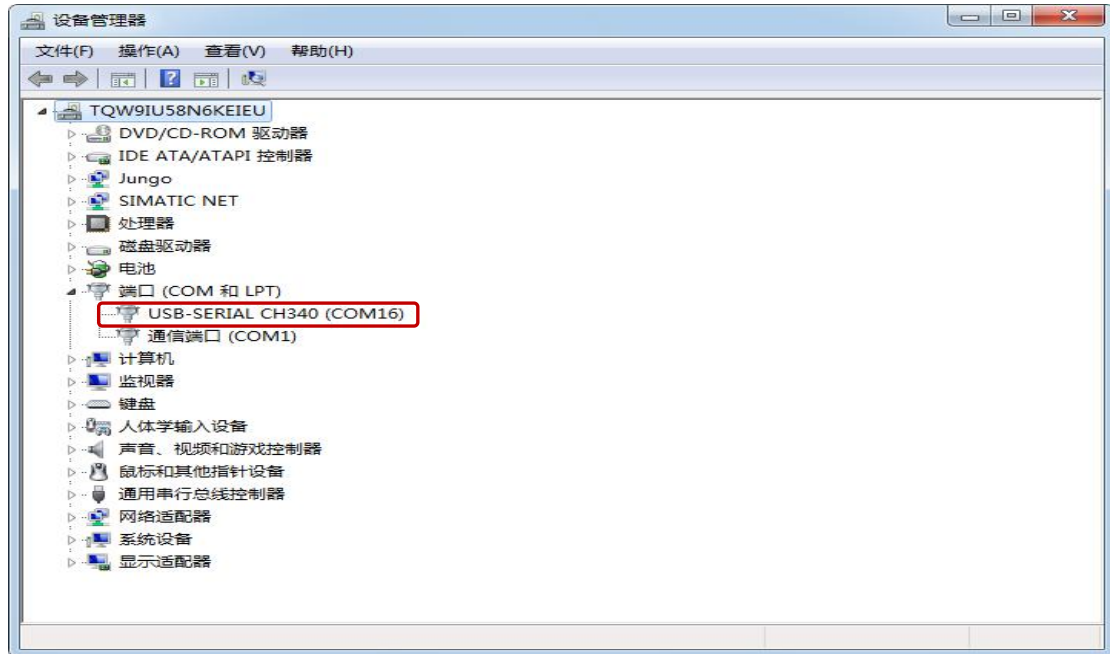 设备管理器
文件(F) 操作(A) 查看(V) 帮助(H)
TQW9IU58N6KEIEU
DVD/CD-ROM 驱动器
IDE ATA/ATAPI 控制器
Jungo
SIMATIC NET
处理器
磁盘驱动器
电池
端口 (COM 和 LPT)
USB-SERIAL CH340 (COM16)
通信端口 (COM1)
计算机
监视器
键盘
人体学输入设备
声音、视频和游戏控制器
鼠标和其他指针设备
通用串行总线控制器
网络适配器
系统设备
显示适配器